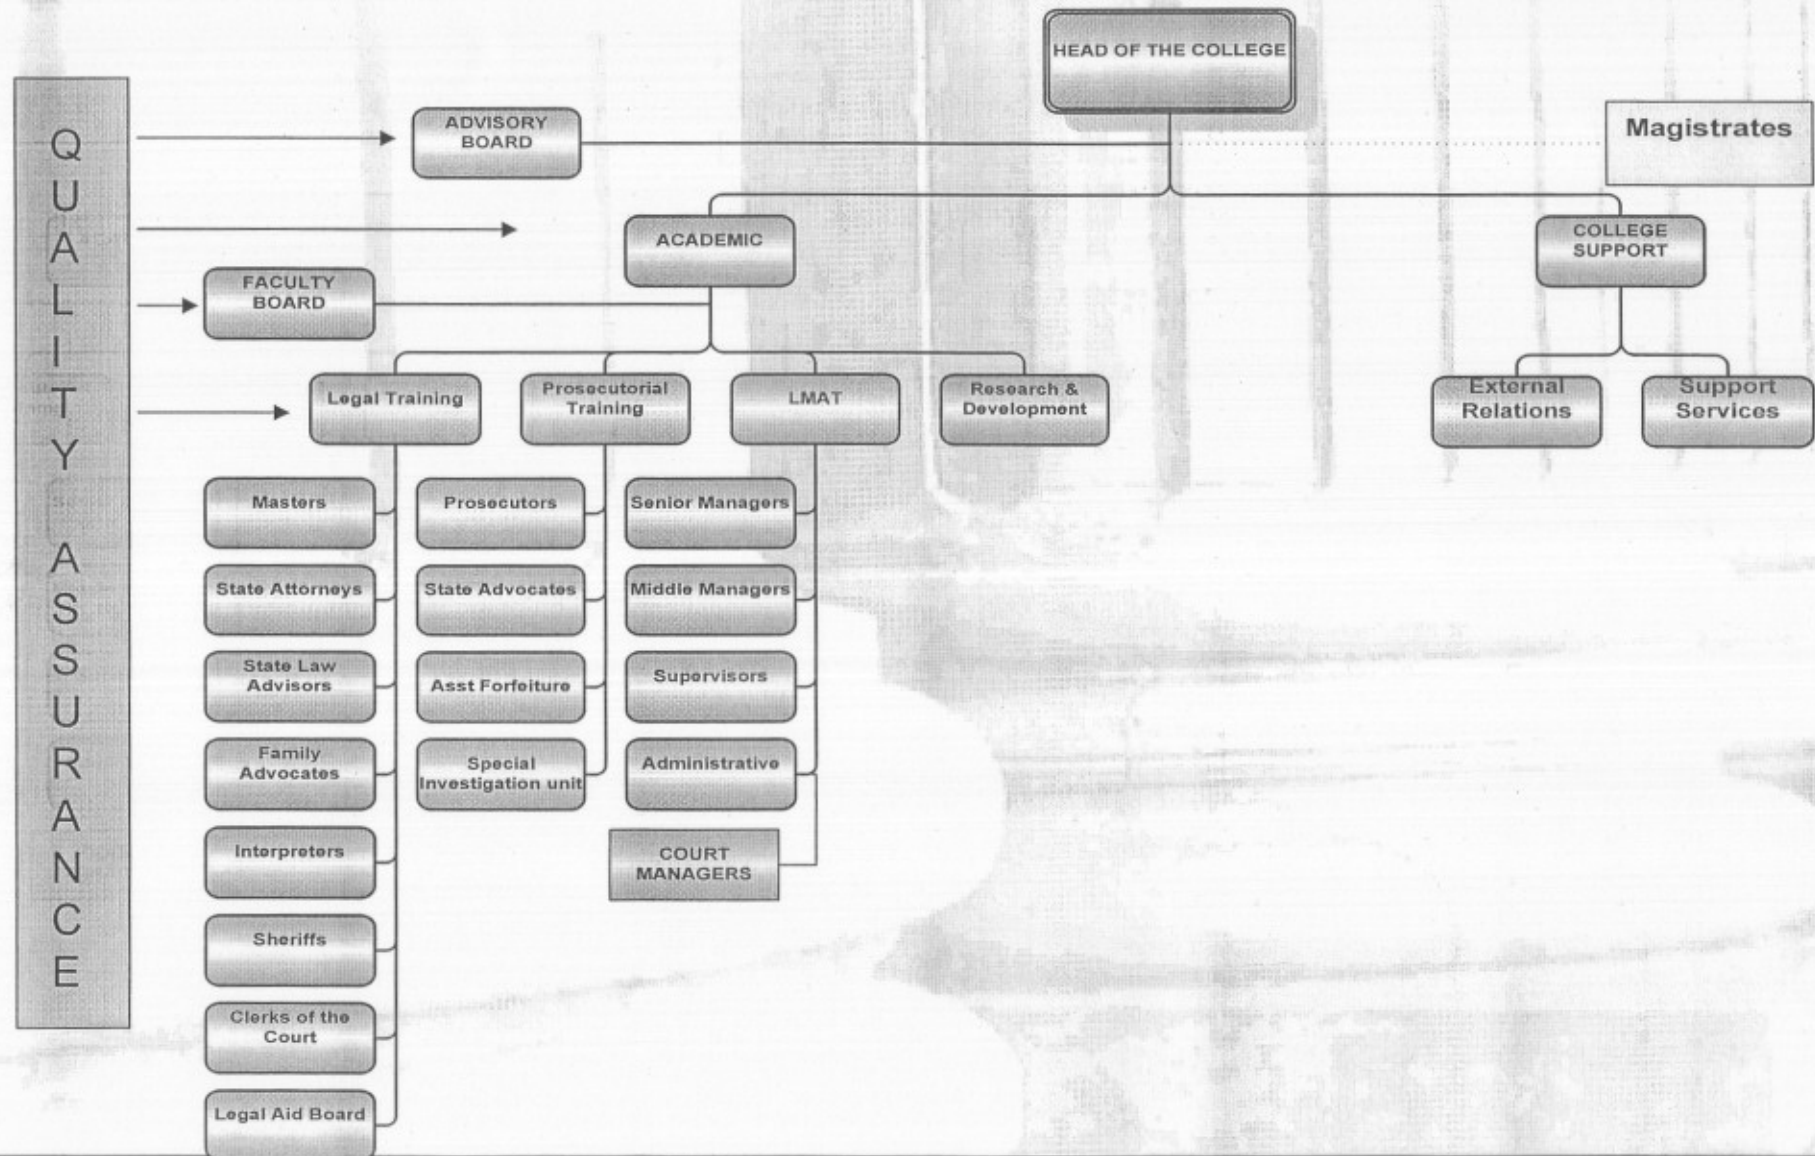 HEAD OF THE COLLEGE
QUALITY ASSURANCE
ADVISORY
BOARD
Magistrates
ACADEMIC
COLLEGE
SUPPORT
FACULTY
BOARD
Legal Training
Prosecutorial
Training
LMAT
Research &
Development
External
Relations
Support
Services
Masters
Prosecutors
Senior Managers
State Attorneys
State Advocates
Middle Managers
State Law
Advisors
Asst Forfeiture
Supervisors
Family
Advocates
Special
Investigation unit
Administrative
Interpreters
COURT
MANAGERS
Sheriffs
Clerks of the
Court
Legal Aid Board